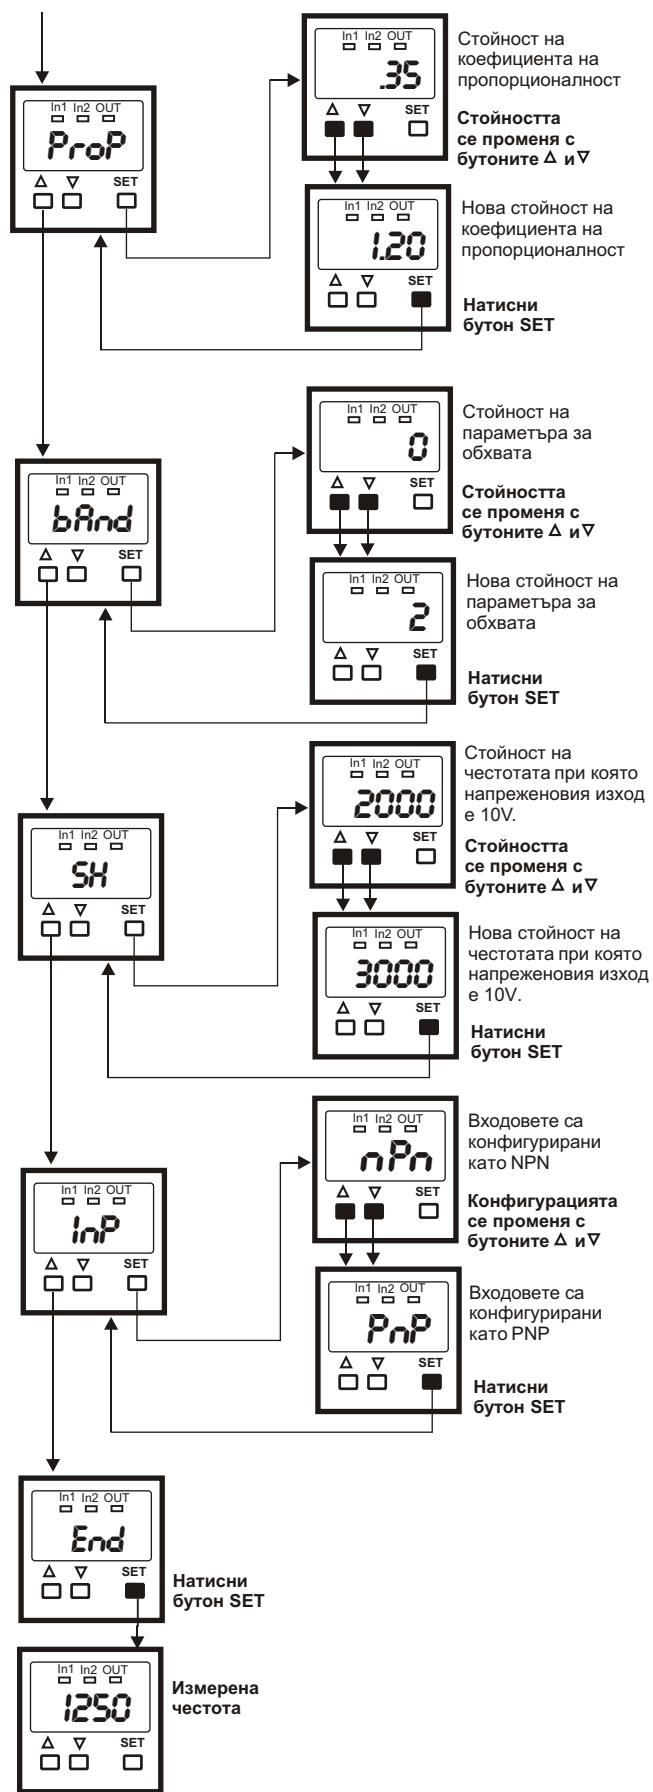 In1 In2 OUT
ProP
△ ▽ SET
In1 In2 OUT
.35
△ ▽ SET
Стойност на
коефициента на
пропорционалност
Стойността
се променя с
бутоните △ и ▽
In1 In2 OUT
1.20
△ ▽ SET
Нова стойност на
коефициента на
пропорционалност
Натисни
бутон SET
In1 In2 OUT
bAnd
△ ▽ SET
In1 In2 OUT
0
△ ▽ SET
Стойност на
параметъра за
обхвата
Стойността
се променя с
бутоните △ и ▽
In1 In2 OUT
2
△ ▽ SET
Нова стойност на
параметъра за
обхвата
Натисни
бутон SET
In1 In2 OUT
SH
△ ▽ SET
In1 In2 OUT
2000
△ ▽ SET
Стойност на
честотата при която
напреженовия изход
е 10V.
Стойността
се променя с
бутоните △ и ▽
In1 In2 OUT
3000
△ ▽ SET
Нова стойност на
честотата при която
напреженовия изход
е 10V.
Натисни
бутон SET
In1 In2 OUT
InP
△ ▽ SET
In1 In2 OUT
nPn
△ ▽ SET
Входовете са
конфигурирани
като NPN
Конфигурацията
се променя с
бутоните △ и ▽
In1 In2 OUT
PnP
△ ▽ SET
Входовете са
конфигурирани
като PNP
Натисни
бутон SET
In1 In2 OUT
End
△ ▽ SET
Натисни
бутон SET
In1 In2 OUT
1250
△ ▽ SET
Измерена
честота